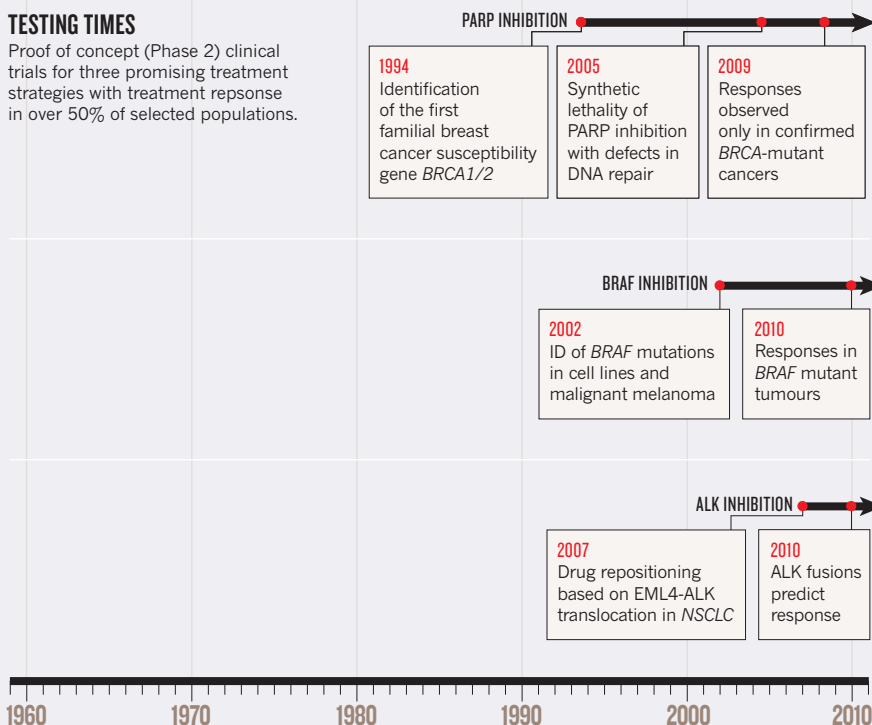 TESTING TIMES
Proof of concept (Phase 2) clinical
trials for three promising treatment
strategies with treatment repsonse
in over 50% of selected populations.
PARP INHIBITION
1994
Identification
of the first
familial breast
cancer susceptibility
gene BRCA1/2
2005
Synthetic
lethality of
PARP inhibition
with defects in
DNA repair
2009
Responses
observed
only in confirmed
BRCA-mutant
cancers
BRAF INHIBITION
2002
ID of BRAF mutations
in cell lines and
malignant melanoma
2010
Responses in
BRAF mutant
tumours
ALK INHIBITION
2007
Drug repositioning
based on EML4-ALK
translocation in NSCLC
2010
ALK fusions
predict
response
1960 1970 1980 1990 2000 2010